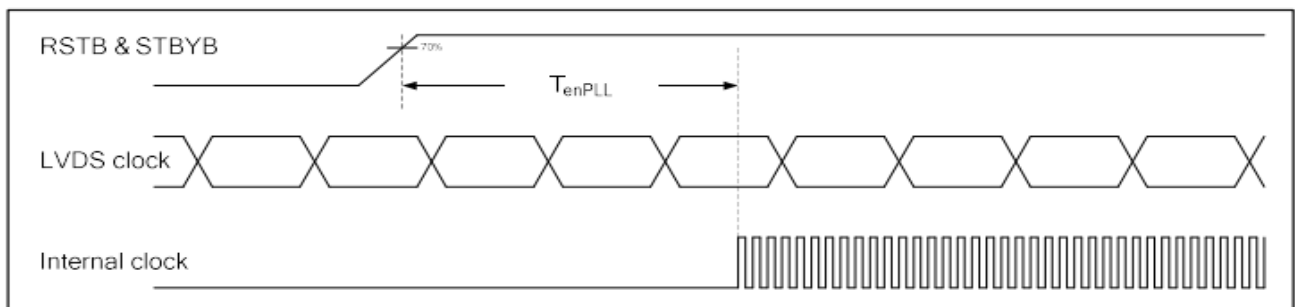 RSTB & STBYB
70%
TenPLL
LVDS clock
Internal clock